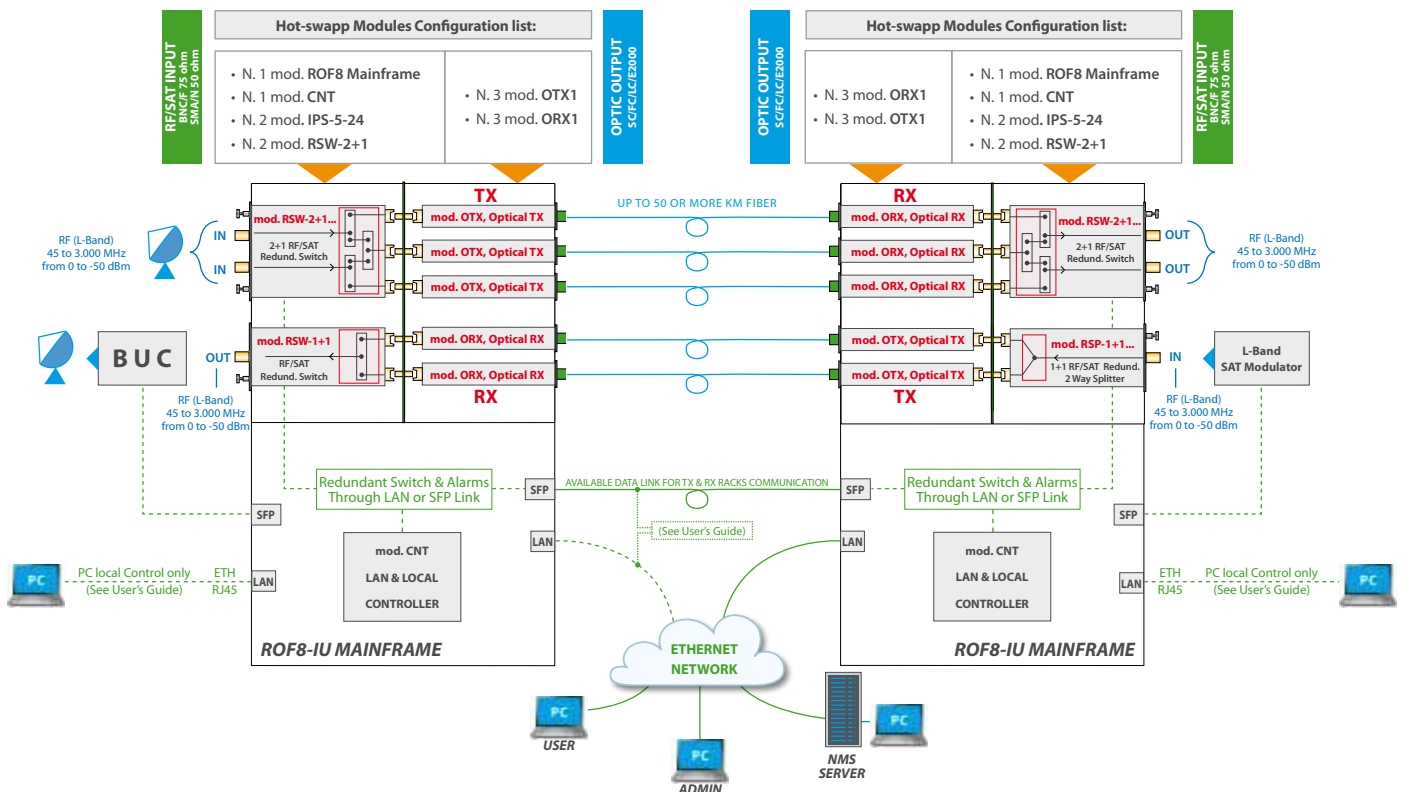 Hot-swapp Modules Configuration list:
RF/SAT INPUT
BNC/F 75 ohm
SMA/N 50 ohm
• N. 1 mod. ROF8 Mainframe
• N. 1 mod. CNT
• N. 2 mod. IPS-5-24
• N. 2 mod. RSW-2+1
• N. 3 mod. OTX1
• N. 3 mod. ORX1
OPTIC OUTPUT
SC/FC/LC/E2000
Hot-swapp Modules Configuration list:
OPTIC OUTPUT
SC/FC/LC/E2000
• N. 3 mod. ORX1
• N. 3 mod. OTX1
• N. 1 mod. ROF8 Mainframe
• N. 1 mod. CNT
• N. 2 mod. IPS-5-24
• N. 2 mod. RSW-2+1
RF/SAT INPUT
BNC/F 75 ohm
SMA/N 50 ohm
RF (L-Band)
45 to 3.000 MHz
from 0 to -50 dBm
IN
IN
mod. RSW-2+1...
2+1 RF/SAT
Redund. Switch
TX
mod. OTX, Optical TX
mod. OTX, Optical TX
mod. OTX, Optical TX
UP TO 50 OR MORE KM FIBER
RX
mod. ORX, Optical RX
mod. ORX, Optical RX
mod. ORX, Optical RX
mod. RSW-2+1...
2+1 RF/SAT
Redund. Switch
OUT
OUT
RF (L-Band)
45 to 3.000 MHz
from 0 to -50 dBm
BUC
OUT
RF (L-Band)
45 to 3.000 MHz
from 0 to -50 dBm
mod. RSW-1+1
RF/SAT
Redund. Switch
mod. ORX, Optical RX
mod. ORX, Optical RX
RX
mod. OTX, Optical TX
mod. OTX, Optical TX
TX
mod. RSP-1+1...
1+1 RF/SAT Redund.
2 Way Splitter
IN
RF (L-Band)
45 to 3.000 MHz
from 0 to -50 dBm
L-Band
SAT Modulator
Redundant Switch & Alarms
Through LAN or SFP Link
SFP
SFP
LAN
LAN
mod. CNT
LAN & LOCAL
CONTROLLER
ROF8-IU MAINFRAME
PC
PC local Control only
(See User's Guide)
ETH
RJ45
AVAILABLE DATA LINK FOR TX & RX RACKS COMMUNICATION
(See User's Guide)
SFP
LAN
Redundant Switch & Alarms
Through LAN or SFP Link
SFP
LAN
mod. CNT
LAN & LOCAL
CONTROLLER
ROF8-IU MAINFRAME
ETH
RJ45
PC local Control only
(See User's Guide)
PC
ETHERNET
NETWORK
PC
USER
PC
ADMIN
NMS
SERVER
PC